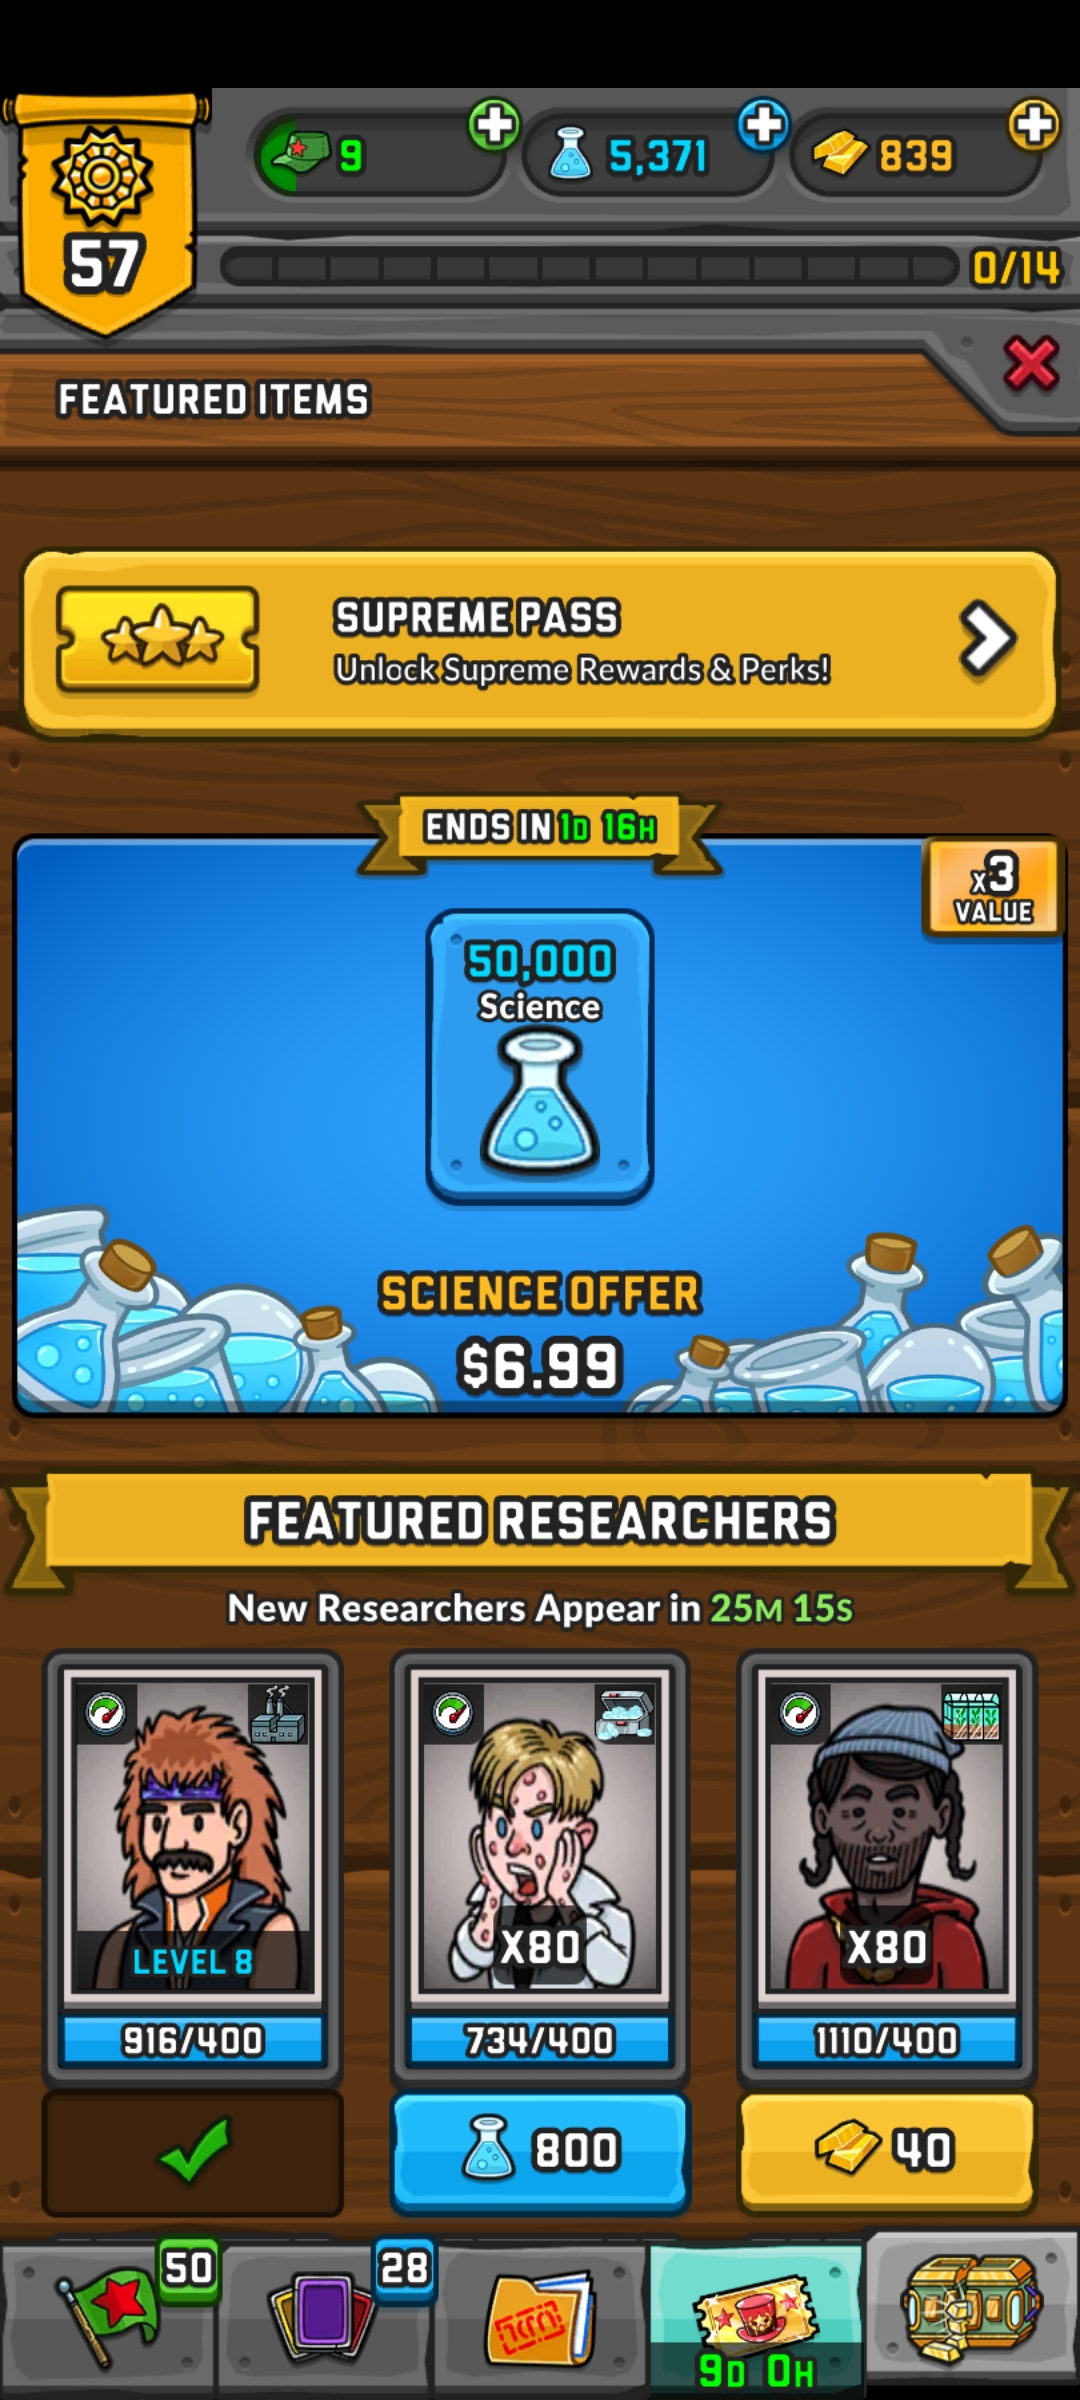 9
5,371
839
57
0/14
FEATURED ITEMS
SUPREME PASS
Unlock Supreme Rewards & Perks!
ENDS IN 1D 16H
x3
VALUE
50,000
Science
SCIENCE OFFER
$6.99
FEATURED RESEARCHERS
New Researchers Appear in 25M 15S
LEVEL 8
X80
X80
916/400
734/400
1110/400
800
40
50
28
9D 0H